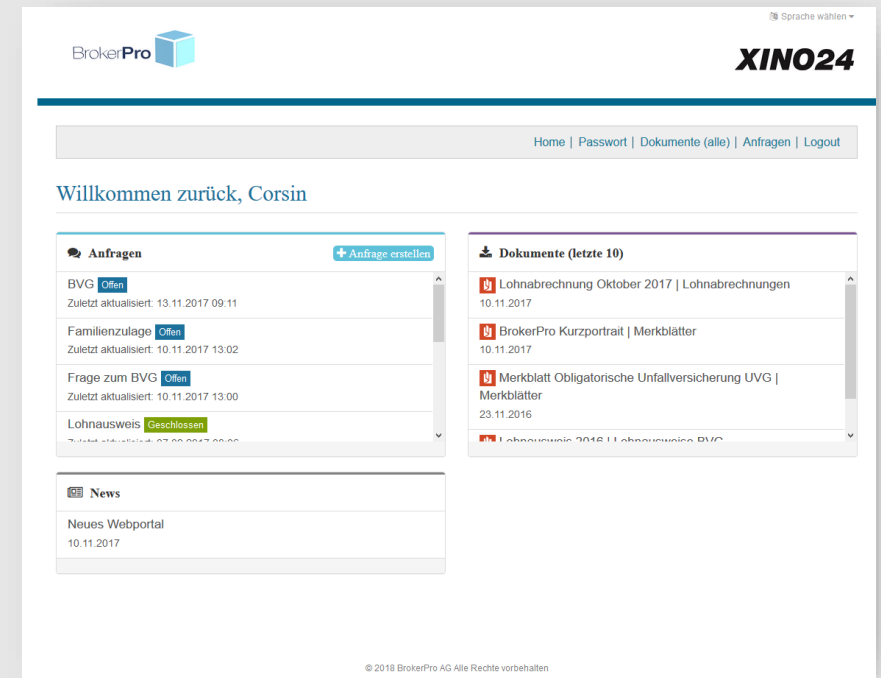 Sprache wählen
BrokerPro
XINO24
Home | Passwort | Dokumente (alle) | Anfragen | Logout
Willkommen zurück, Corsin
Anfragen
Anfrage erstellen
BVG Offen
Zuletzt aktualisiert: 13.11.2017 09:11
Familienzulage Offen
Zuletzt aktualisiert: 10.11.2017 13:02
Frage zum BVG Offen
Zuletzt aktualisiert: 10.11.2017 13:00
Lohnausweis Geschlossen
Dokumente (letzte 10)
Lohnabrechnung Oktober 2017 | Lohnabrechnungen
10.11.2017
BrokerPro Kurzportrait | Merkblätter
10.11.2017
Merkblatt Obligatorische Unfallversicherung UVG |
Merkblätter
23.11.2016
Lohnausweis 2016 | Lohnausweise BVG
News
Neues Webportal
10.11.2017
© 2018 BrokerPro AG Alle Rechte vorbehalten